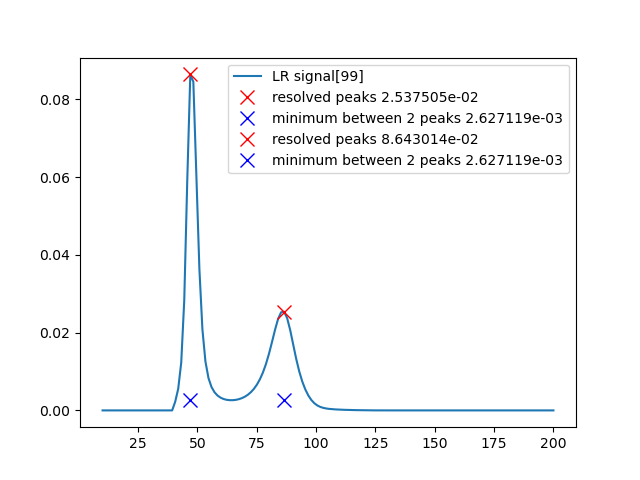 LR signal[99]
resolved peaks 2.537505e-02
minimum between 2 peaks 2.627119e-03
resolved peaks 8.643014e-02
minimum between 2 peaks 2.627119e-03
0.08
0.06
0.04
0.02
0.00
25 50 75 100 125 150 175 200